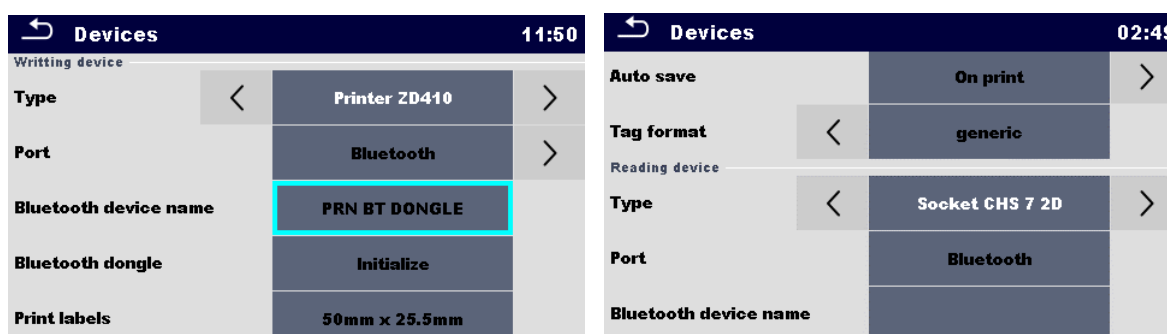 Devices 11:50
Writting device
Type Printer ZD410
Port Bluetooth
Bluetooth device name PRN BT DONGLE
Bluetooth dongle Initialize
Print labels 50mm x 25.5mm
Devices 02:49
Auto save On print
Tag format generic
Reading device
Type Socket CHS 7 2D
Port Bluetooth
Bluetooth device name